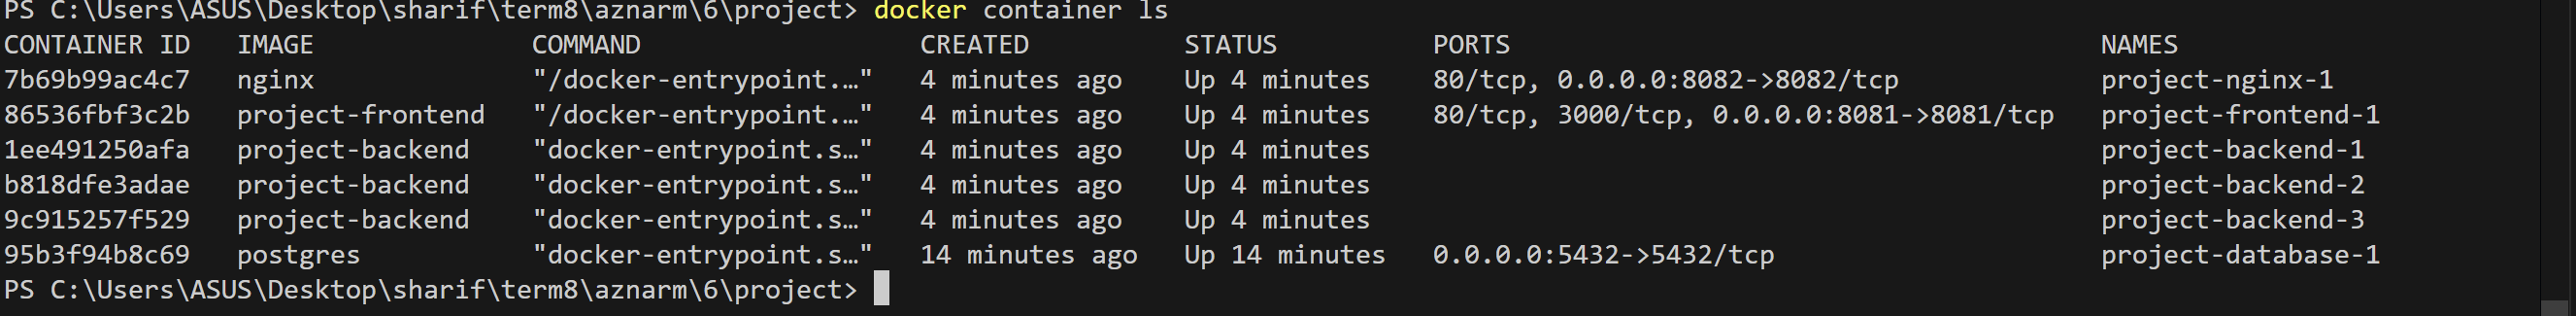 PS C:\Users\ASUS\Desktop\sharif\term8\aznarm\6\project> docker container ls
CONTAINER ID   IMAGE              COMMAND                  CREATED          STATUS          PORTS                                      NAMES
7b69b99ac4c7   nginx              "/docker-entrypoint.…"   4 minutes ago    Up 4 minutes    80/tcp, 0.0.0.0:8082->8082/tcp             project-nginx-1
86536fbf3c2b   project-frontend   "/docker-entrypoint.…"   4 minutes ago    Up 4 minutes    80/tcp, 3000/tcp, 0.0.0.0:8081->8081/tcp   project-frontend-1
1ee491250afa   project-backend    "docker-entrypoint.s…"   4 minutes ago    Up 4 minutes                                               project-backend-1
b818dfe3adae   project-backend    "docker-entrypoint.s…"   4 minutes ago    Up 4 minutes                                               project-backend-2
9c915257f529   project-backend    "docker-entrypoint.s…"   4 minutes ago    Up 4 minutes                                               project-backend-3
95b3f94b8c69   postgres           "docker-entrypoint.s…"   14 minutes ago   Up 14 minutes   0.0.0.0:5432->5432/tcp                     project-database-1
PS C:\Users\ASUS\Desktop\sharif\term8\aznarm\6\project>